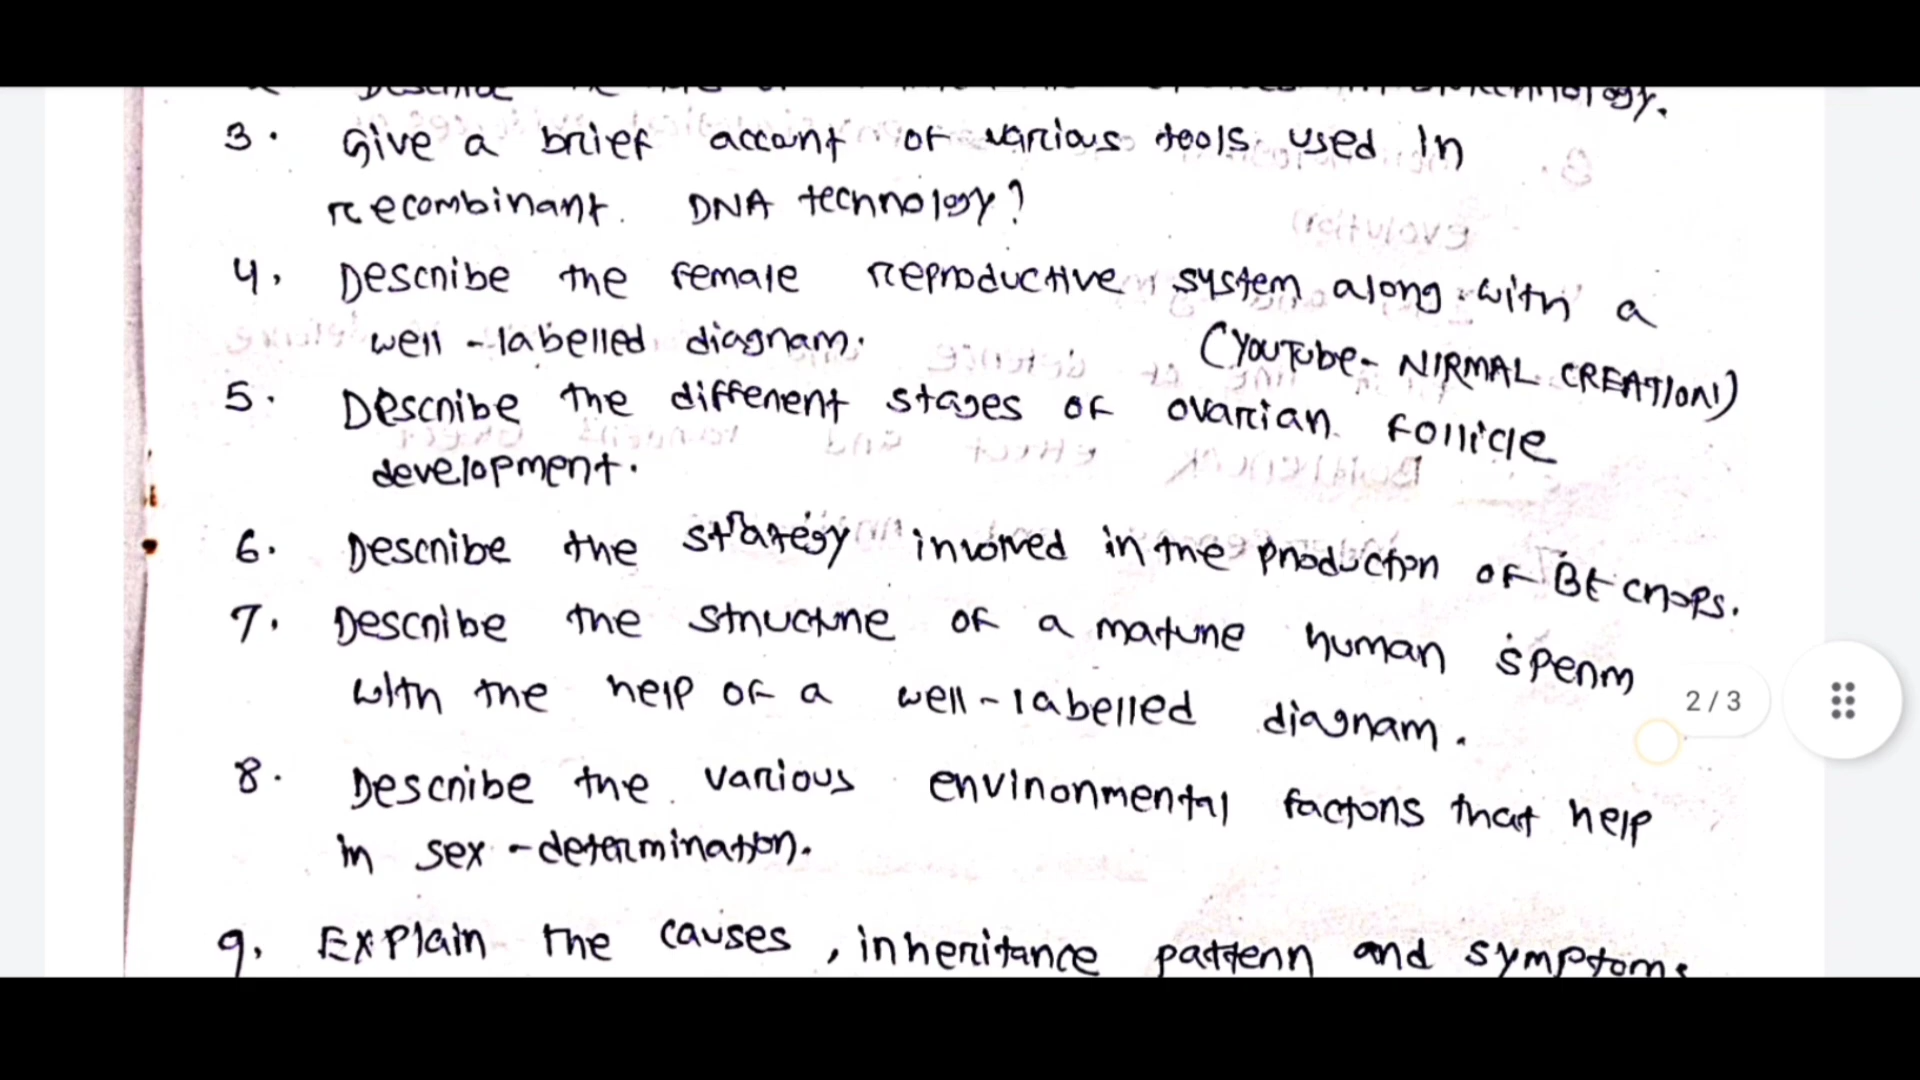 3. Give a brief account of various tools used in
recombinant DNA technology?
4. Describe the female reproductive system along with a
well-labelled diagram.
(YouTube- NIRMAL CREATION)
5. Describe the different stages of ovarian follicle
development.
6. Describe the strategy involved in the production of Bt crops.
7. Describe the structure of a mature human sperm
with the help of a well-labelled diagram.
8. Describe the various environmental factors that help
in sex-determination.
2/3
9. Explain the causes, inheritance pattern and symptoms